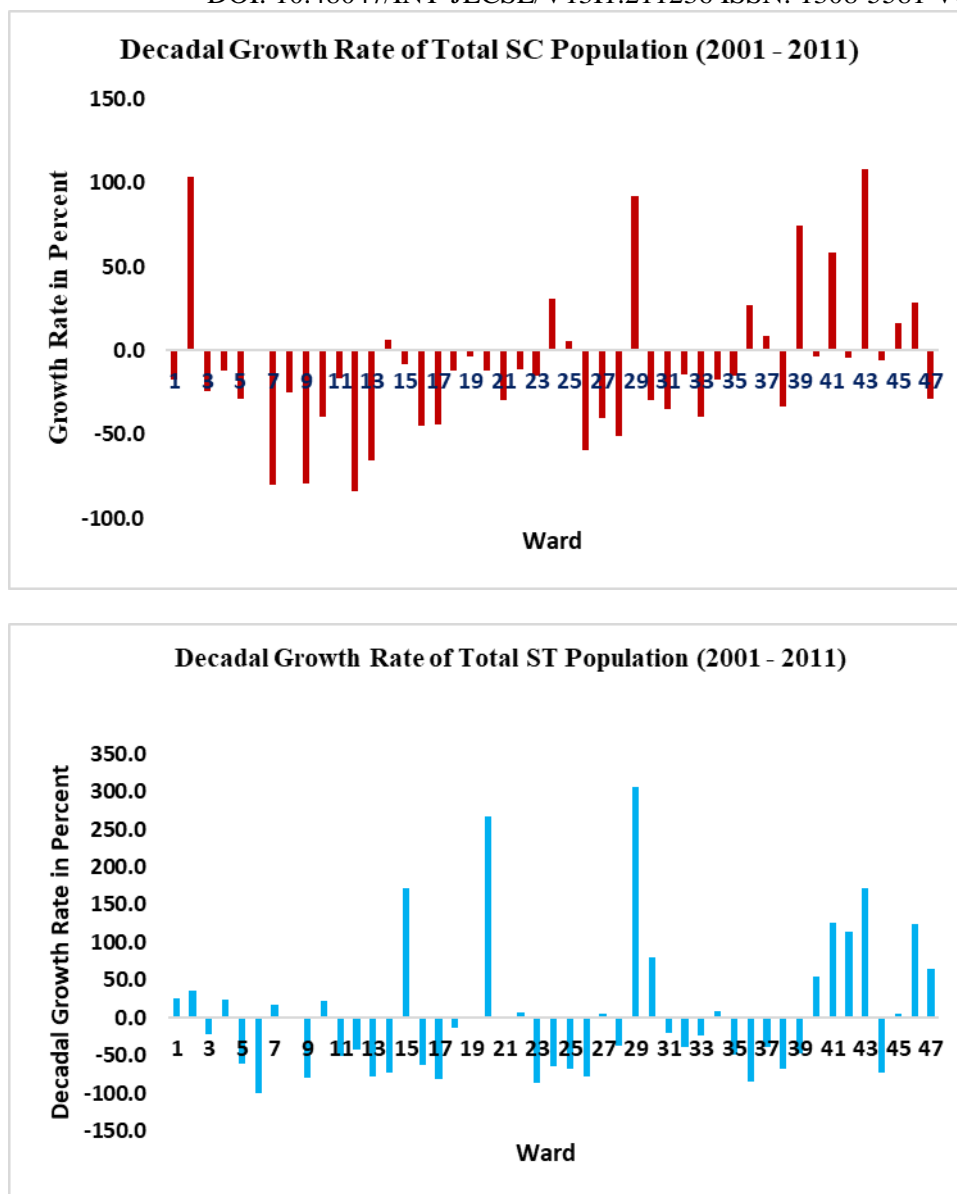 Decadal Growth Rate of Total SC Population (2001 - 2011)
150.0
100.0
50.0
0.0
-50.0
-100.0
Growth Rate in Percent
1 3 5 7 9 11 13 15 17 19 21 23 25 27 29 31 33 35 37 39 41 43 45 47
Ward
Decadal Growth Rate of Total ST Population (2001 - 2011)
350.0
300.0
250.0
200.0
150.0
100.0
50.0
0.0
-50.0
-100.0
-150.0
Decadal Growth Rate in Percent
1 3 5 7 9 11 13 15 17 19 21 23 25 27 29 31 33 35 37 39 41 43 45 47
Ward